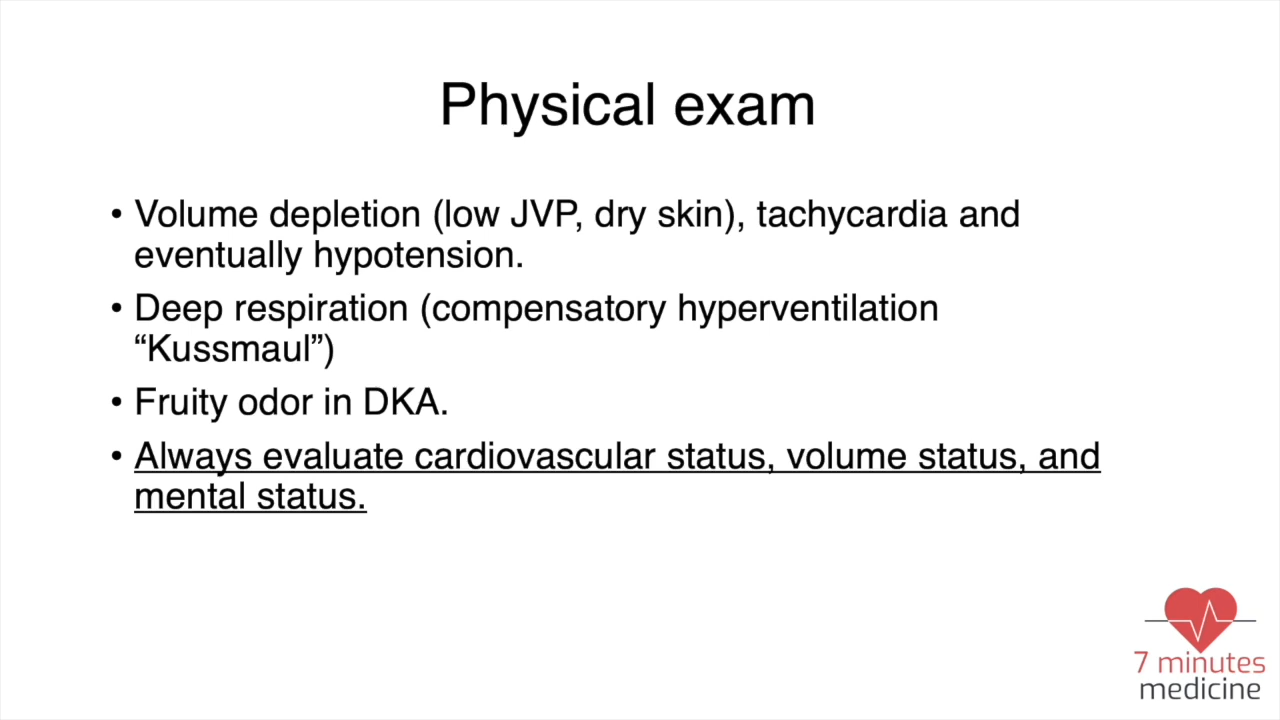 Physical exam
• Volume depletion (low JVP, dry skin), tachycardia and
eventually hypotension.
• Deep respiration (compensatory hyperventilation
“Kussmaul”)
• Fruity odor in DKA.
• Always evaluate cardiovascular status, volume status, and
mental status.
7 minutes
medicine